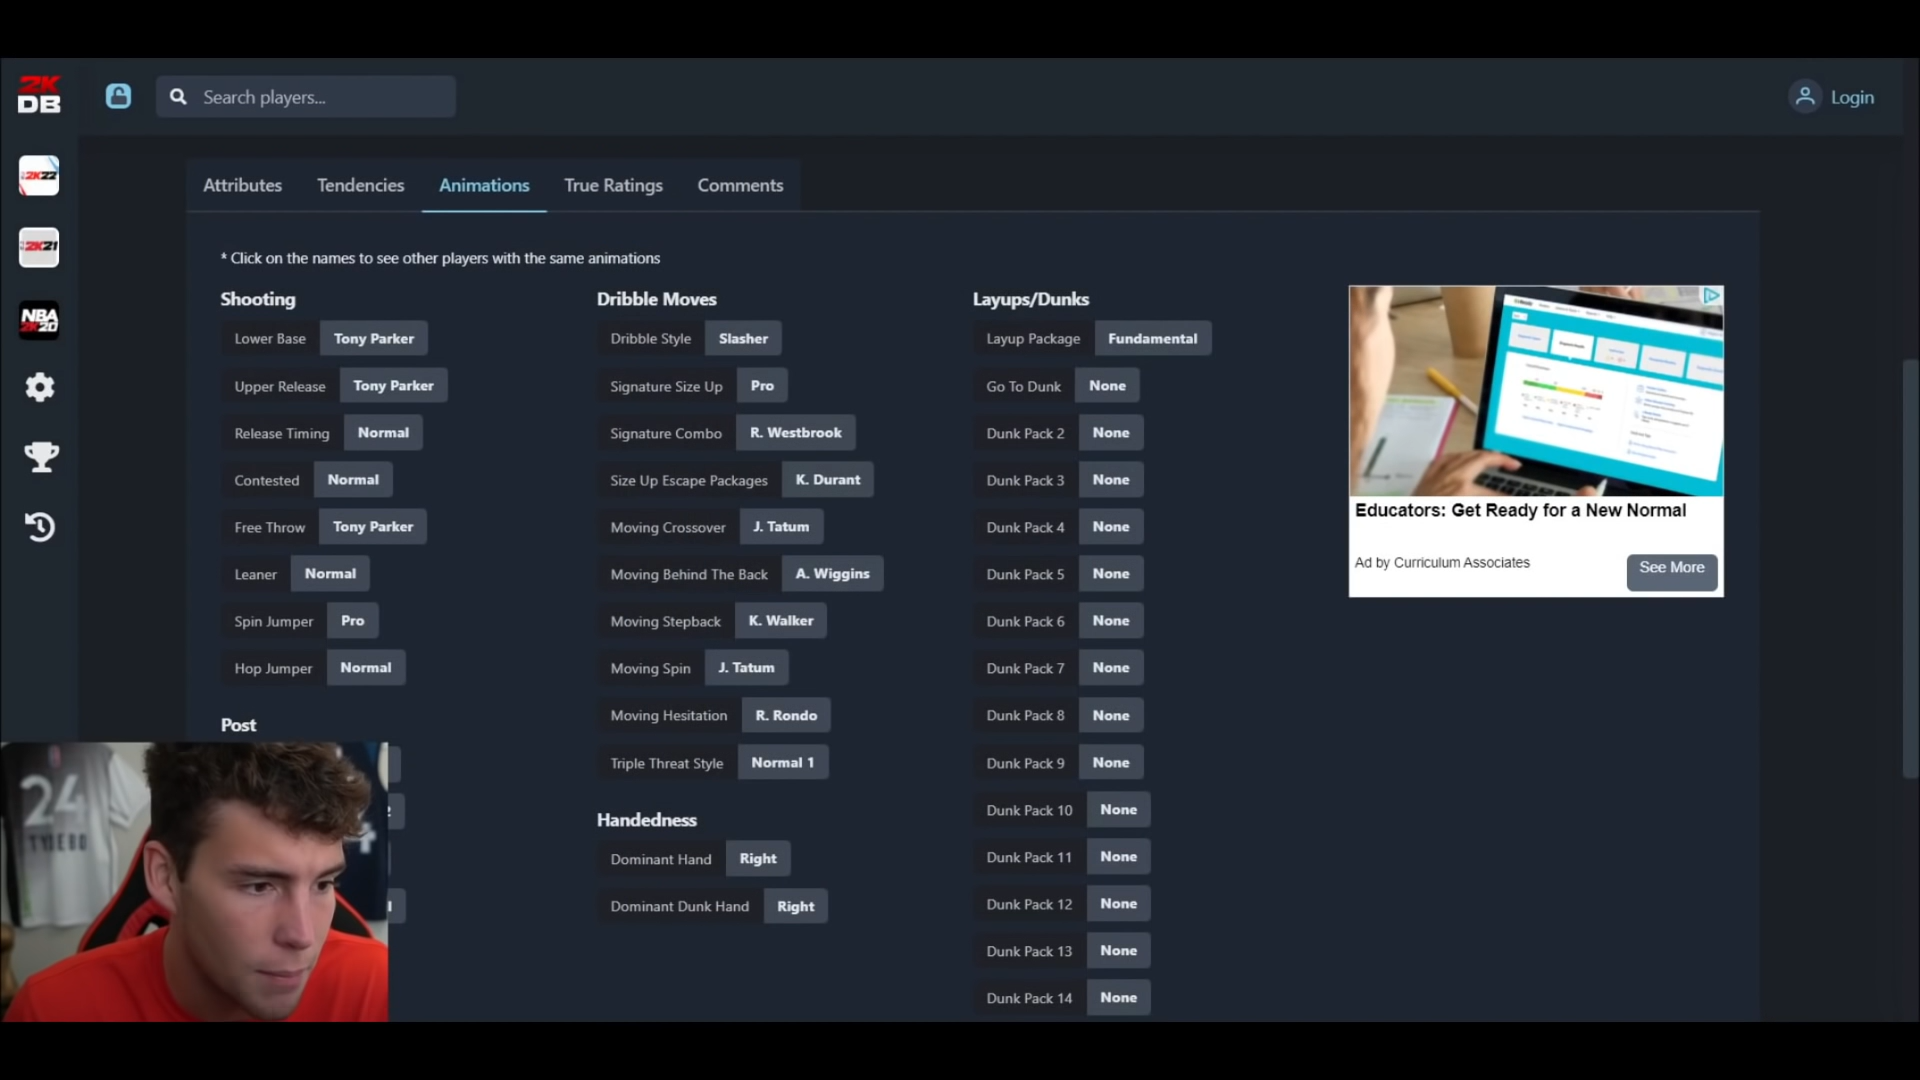 2K
DB
Search players...
Login
2K22
2K21
NBA
2K20
Attributes
Tendencies
Animations
True Ratings
Comments
* Click on the names to see other players with the same animations
Shooting
Lower Base Tony Parker
Upper Release Tony Parker
Release Timing Normal
Contested Normal
Free Throw Tony Parker
Leaner Normal
Spin Jumper Pro
Hop Jumper Normal
Post
Dribble Moves
Dribble Style Slasher
Signature Size Up Pro
Signature Combo R. Westbrook
Size Up Escape Packages K. Durant
Moving Crossover J. Tatum
Moving Behind The Back A. Wiggins
Moving Stepback K. Walker
Moving Spin J. Tatum
Moving Hesitation R. Rondo
Triple Threat Style Normal 1
Handedness
Dominant Hand Right
Dominant Dunk Hand Right
Layups/Dunks
Layup Package Fundamental
Go To Dunk None
Dunk Pack 2 None
Dunk Pack 3 None
Dunk Pack 4 None
Dunk Pack 5 None
Dunk Pack 6 None
Dunk Pack 7 None
Dunk Pack 8 None
Dunk Pack 9 None
Dunk Pack 10 None
Dunk Pack 11 None
Dunk Pack 12 None
Dunk Pack 13 None
Dunk Pack 14 None
Educators: Get Ready for a New Normal
Ad by Curriculum Associates
See More
24